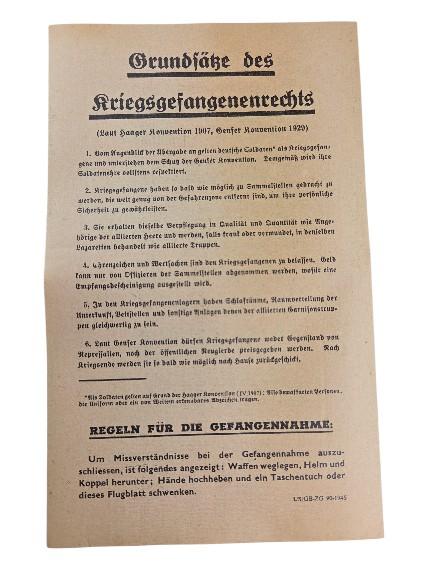 Grundsätze des
Kriegsgefangenenrechts
(Laut Haager Konvention 1907, Genfer Konvention 1929)
1. Vom Augenblick der Übergabe an gelten deutsche Soldaten* als Kriegsgefan-
gene und unterstehen dem Schutz der Genfer Konvention. Demgemäß wird ihre
Soldatenehre vollstens respektiert.
2. Kriegsgefangene haben so bald wie möglich zu Sammelstellen gebracht zu
werden, die weit genug von der Gefahrenzone entfernt sind, um ihre persönliche
Sicherheit zu gewährleisten.
3. Sie erhalten dieselbe Verpflegung in Qualität und Quantität wie Ange-
hörige der alliierten Heere und werden, falls krank oder verwundet, in denselben
Lazaretten behandelt wie alliierte Truppen.
4. Ehrenzeichen und Wertsachen sind den Kriegsgefangenen zu belassen. Geld
kann nur von Offizieren der Sammelstellen abgenommen werden, wofür eine
Empfangsbescheinigung ausgestellt wird.
5. In den Kriegsgefangenenlagern haben Schlafräume, Raumverteilung der
Unterkunft, Bettstellen und sonstige Anlagen denen der alliierten Garnisonstrup-
pen gleichwertig zu sein.
6. Laut Genfer Konvention dürfen Kriegsgefangene weder Gegenstand von
Repressalien, noch der öffentlichen Neugierde preisgegeben werden. Nach
Kriegsende werden sie so bald wie möglich nach Hause zurückgeschickt.
*Als Soldaten gelten auf Grund der Haager Konvention (IV 1907): Alle bewaffneten Personen,
die Uniform oder ein von Weitem erkennbares Abzeichen tragen.
REGELN FÜR DIE GEFANGENNAHME:
Um Missverständnisse bei der Gefangennahme auszu-
schliessen, ist folgendes angezeigt: Waffen weglegen, Helm und
Koppel herunter; Hände hochheben und ein Taschentuch oder
dieses Flugblatt schwenken.
US/GB-ZG 90-1945